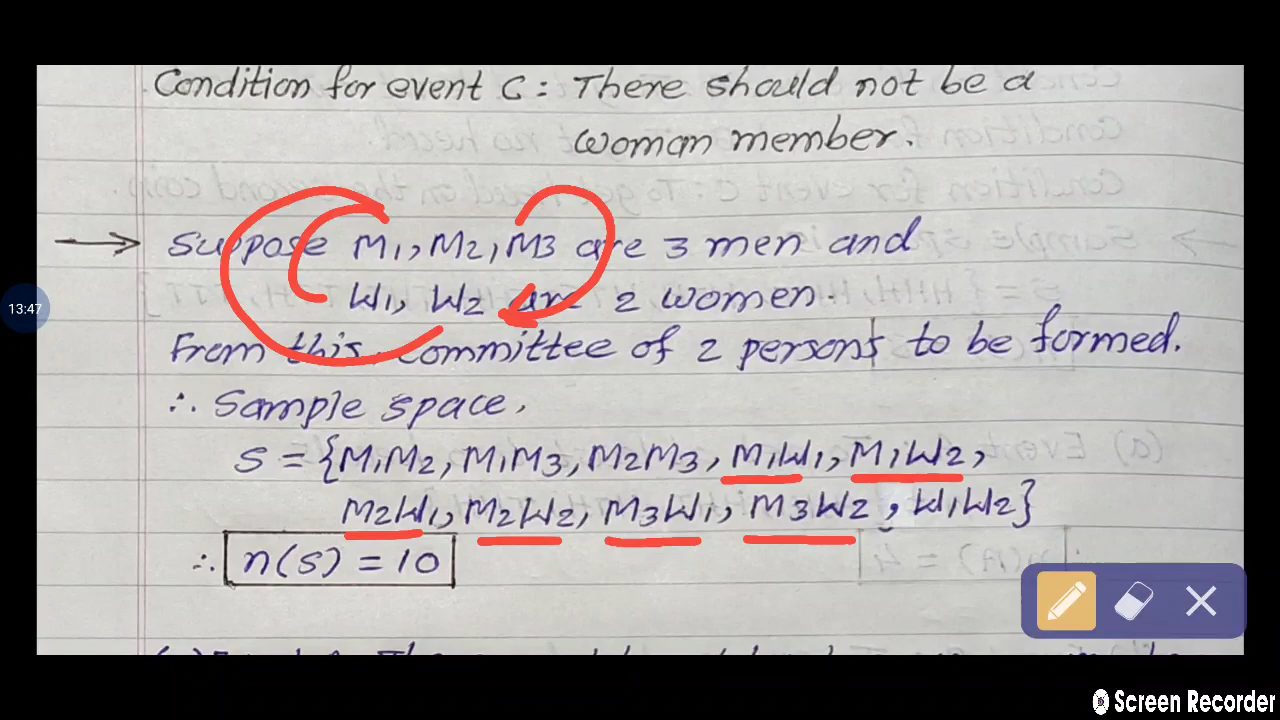 Condition for event C: There should not be a
woman member.
→ Suppose M1, M2, M3 are 3 men and
W1, W2 are 2 women.
From this, committee of 2 persons to be formed.
∴ Sample space,
S = {M1M2, M1M3, M2M3, M1W1, M1W2,
M2W1, M2W2, M3W1, M3W2, W1W2}
∴ n(S) = 10
13:47
Screen Recorder